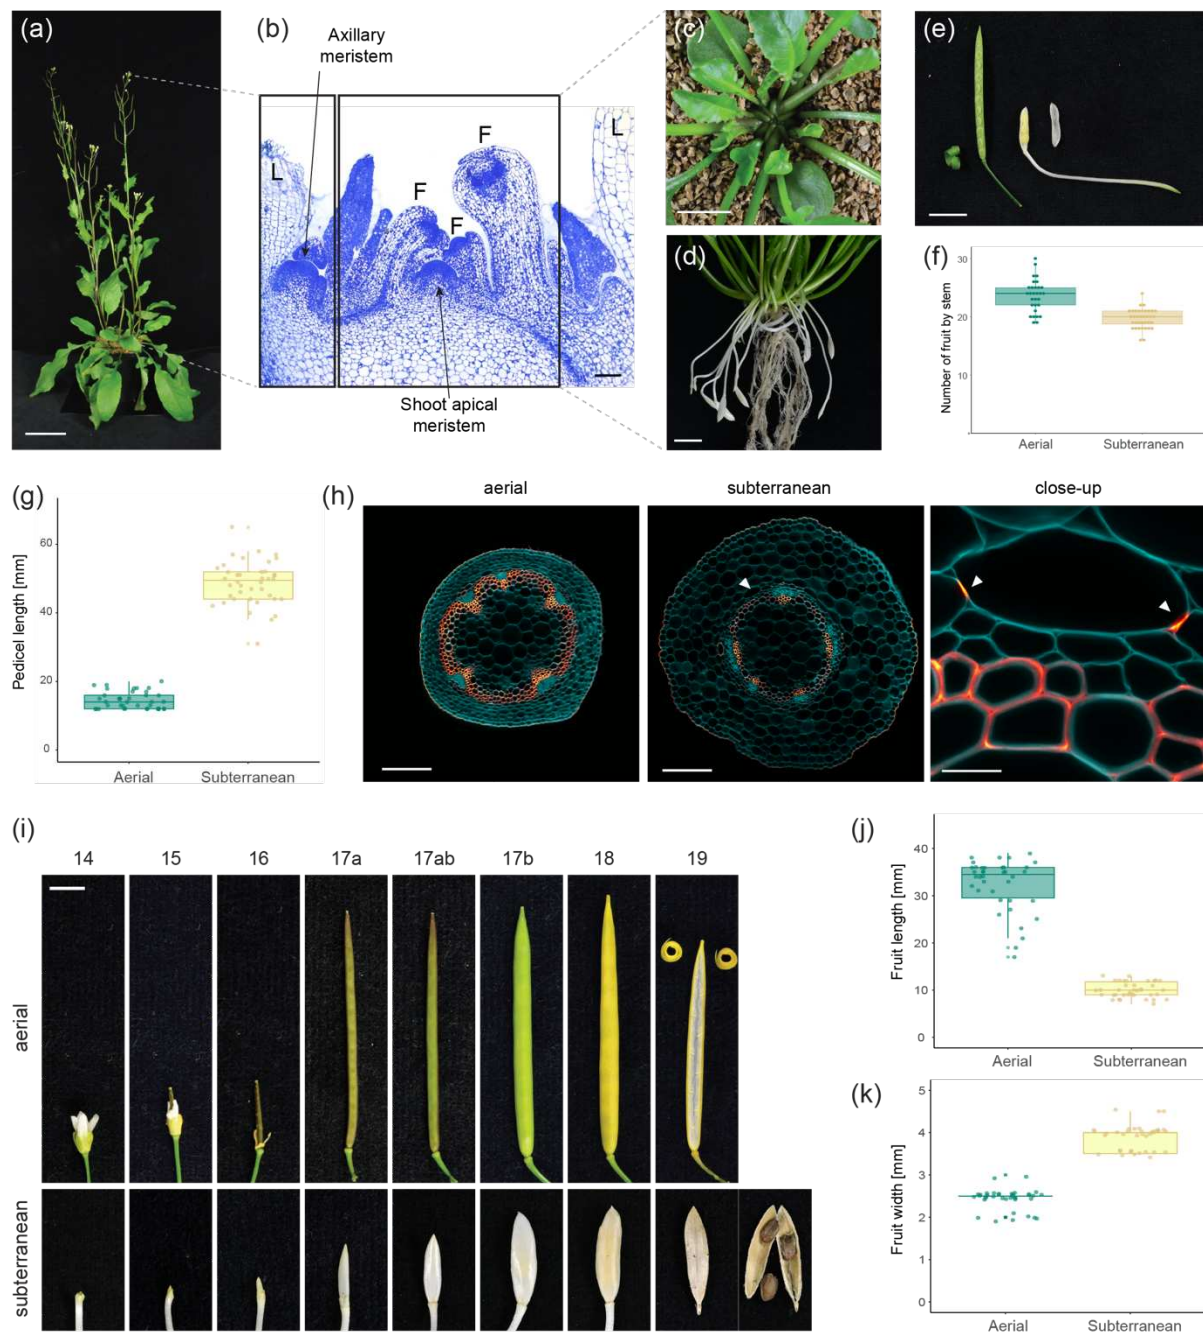 (a)
(b)
Axillary
meristem
L
F
F
F
L
Shoot apical
meristem
(c)
(d)
(e)
(f)
Number of fruit by stem
30
20
10
Aerial
Subterranean
(g)
Pedicel length [mm]
60
40
20
0
Aerial
Subterranean
(h)
aerial
subterranean
close-up
(i)
14
15
16
17a
17ab
17b
18
19
aerial
subterranean
(j)
Fruit length [mm]
40
30
20
10
0
Aerial
Subterranean
(k)
Fruit width [mm]
5
4
3
2
1
0
Aerial
Subterranean